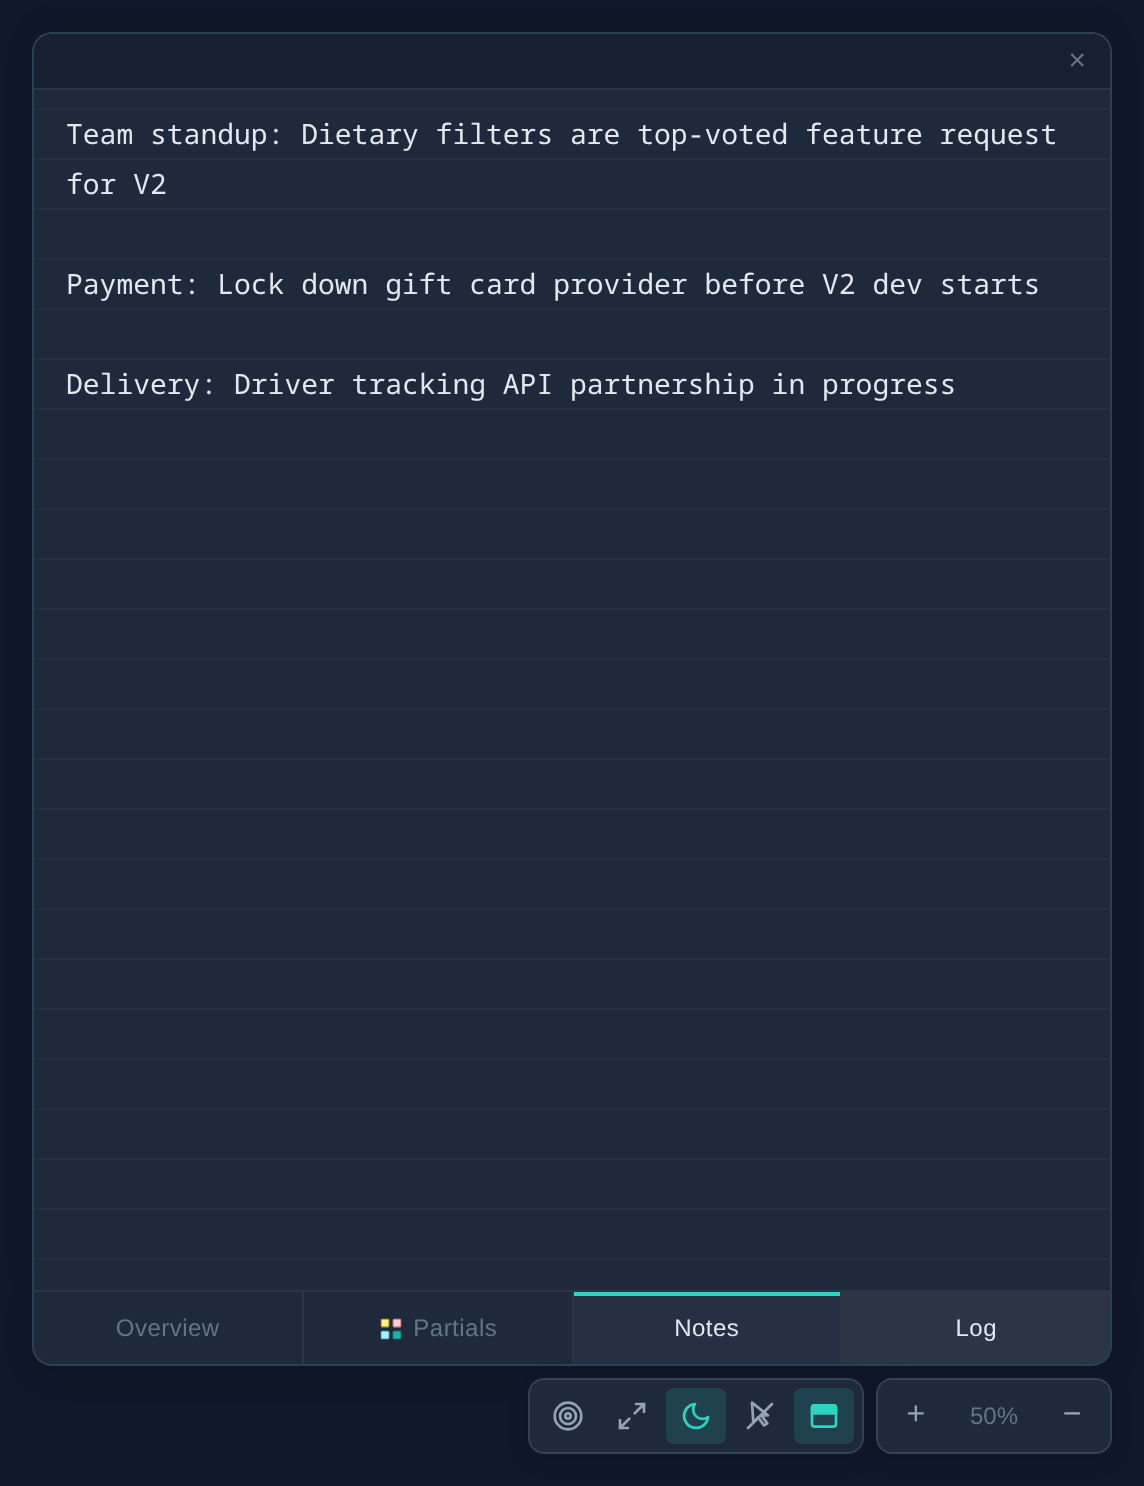 ×
Team standup: Dietary filters are top-voted feature request
for V2
Payment: Lock down gift card provider before V2 dev starts
Delivery: Driver tracking API partnership in progress
Overview
Partials
Notes
Log
+ 50% −